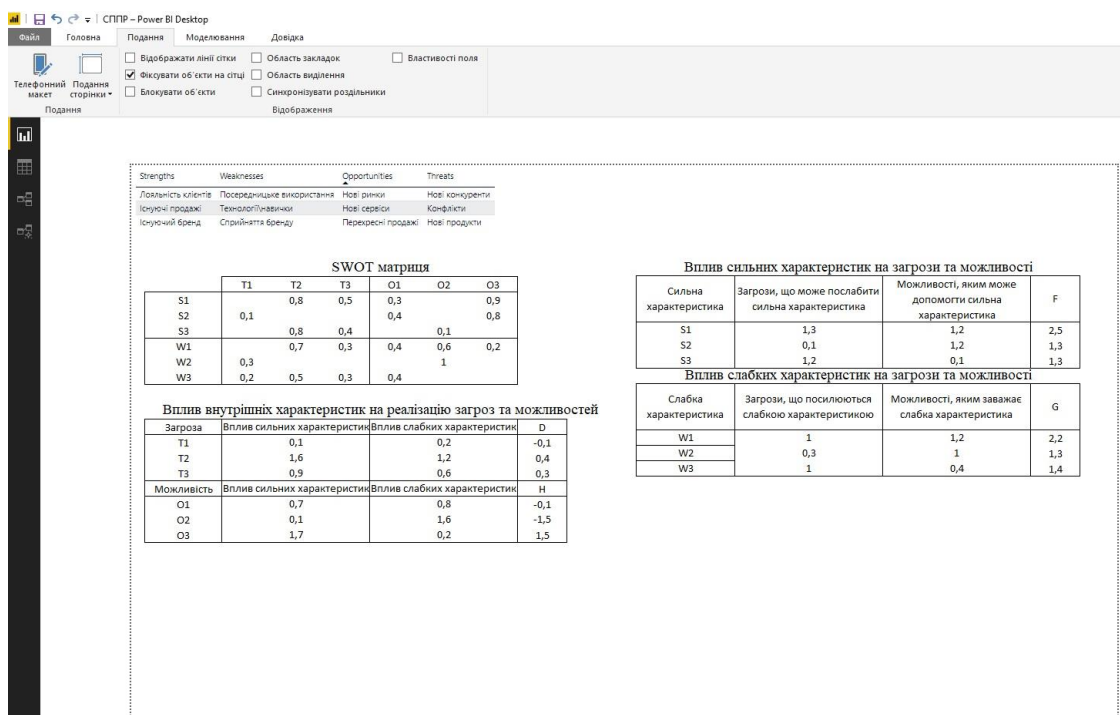 СППР – Power BI Desktop
Файл Головна Подання Моделювання Довідка
Телефонний макет
Подання сторінки
Відображати лінії сітки Область закладок Властивості поля
Фіксувати об'єкти на сітці Область виділення
Блокувати об'єкти Синхронізувати роздільники
Подання Відображення
Strengths Weaknesses Opportunities Threats
Лояльність клієнтів Посередницьке використання Нові ринки Нові конкуренти
Існуючі продажі Технології\навички Нові сервіси Конфлікти
Існуючий бренд Сприйняття бренду Перехресні продажі Нові продукти
SWOT матриця
T1 T2 T3 O1 O2 O3
S1 0,8 0,5 0,3 0,9
S2 0,1 0,4 0,8
S3 0,8 0,4 0,1
W1 0,7 0,3 0,4 0,6 0,2
W2 0,3 1
W3 0,2 0,5 0,3 0,4
Вплив внутрішніх характеристик на реалізацію загроз та можливостей
Загроза Вплив сильних характеристик Вплив слабких характеристик D
T1 0,1 0,2 -0,1
T2 1,6 1,2 0,4
T3 0,9 0,6 0,3
Можливість Вплив сильних характеристик Вплив слабких характеристик H
O1 0,7 0,8 -0,1
O2 0,1 1,6 -1,5
O3 1,7 0,2 1,5
Вплив сильних характеристик на загрози та можливості
Сильна характеристика Загрози, що може послабити сильна характеристика Можливості, яким може допомогти сильна характеристика F
S1 1,3 1,2 2,5
S2 0,1 1,2 1,3
S3 1,2 0,1 1,3
Вплив слабких характеристик на загрози та можливості
Слабка характеристика Загрози, що посилюються слабкою характеристикою Можливості, яким заважає слабка характеристика G
W1 1 1,2 2,2
W2 0,3 1 1,3
W3 1 0,4 1,4